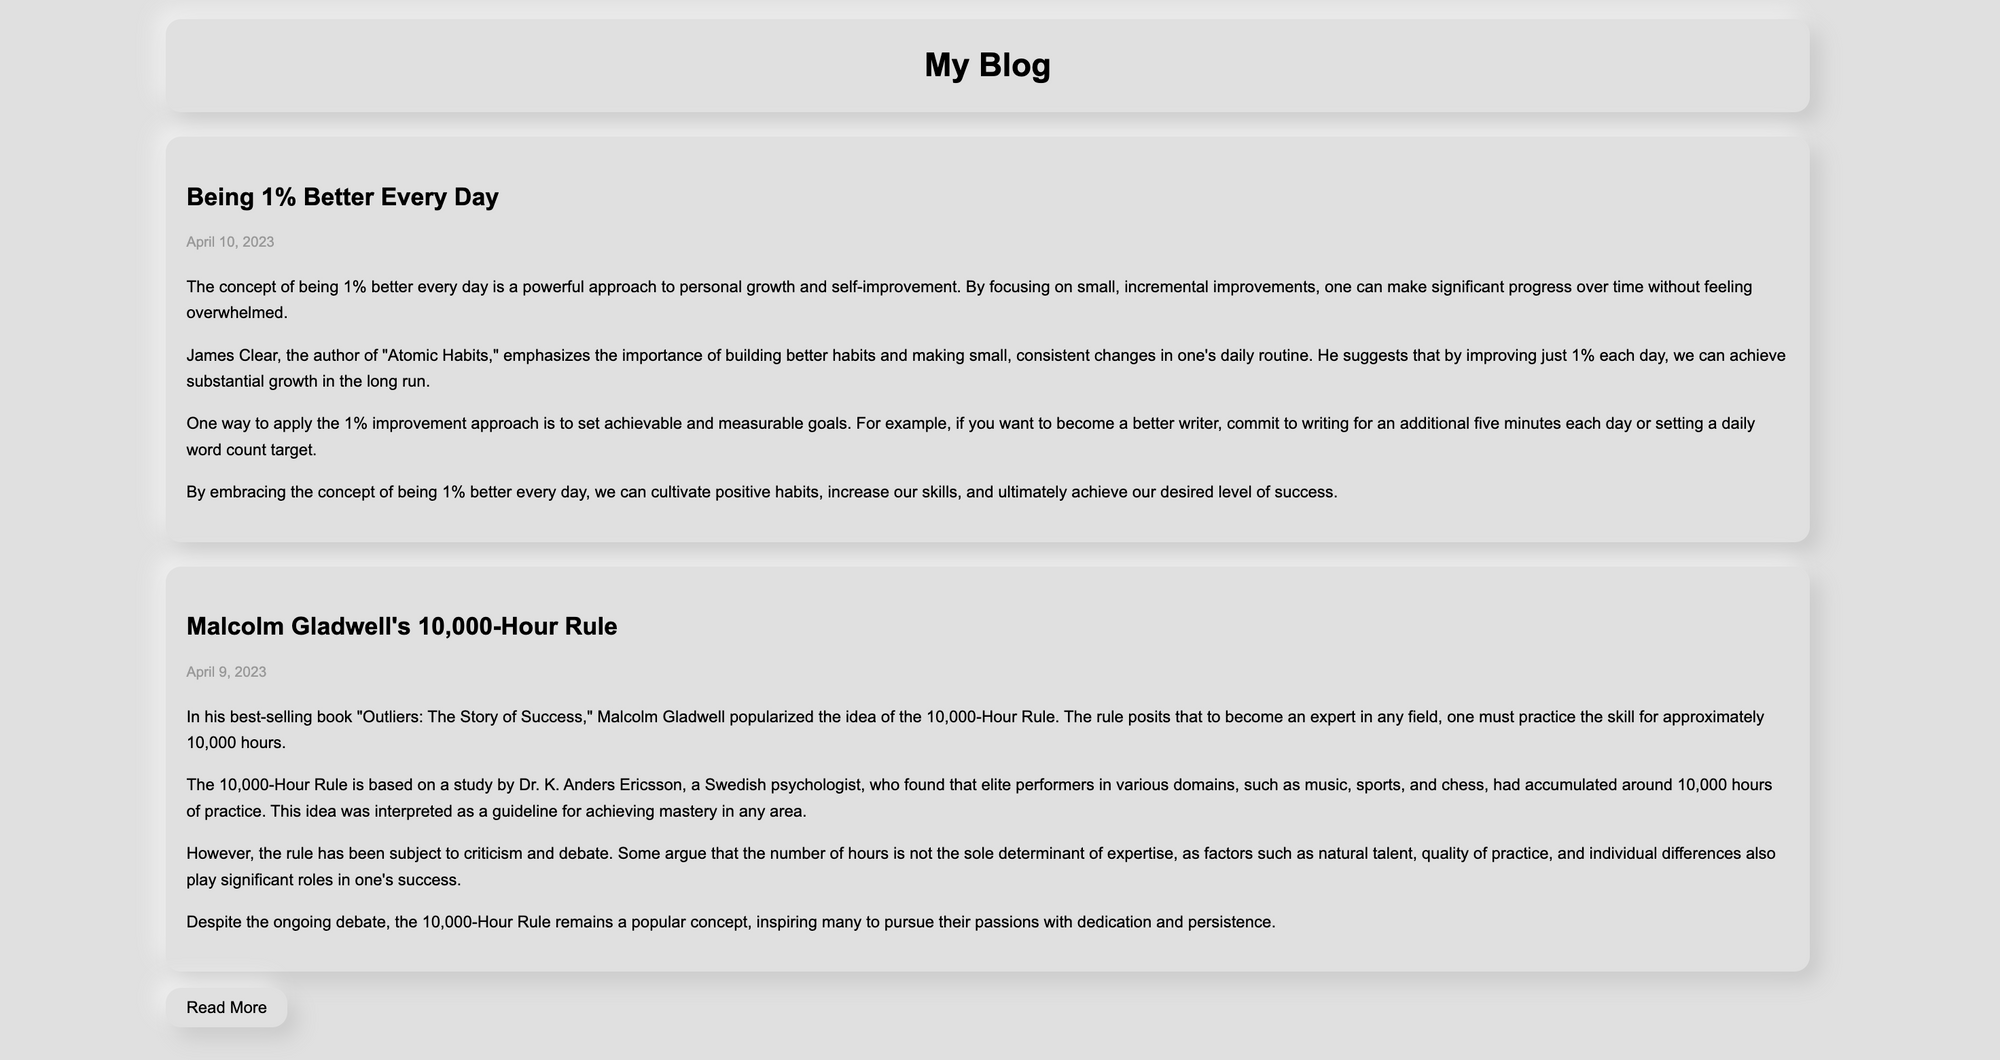 My Blog
Being 1% Better Every Day
April 10, 2023
The concept of being 1% better every day is a powerful approach to personal growth and self-improvement. By focusing on small, incremental improvements, one can make significant progress over time without feeling
overwhelmed.
James Clear, the author of "Atomic Habits," emphasizes the importance of building better habits and making small, consistent changes in one's daily routine. He suggests that by improving just 1% each day, we can achieve
substantial growth in the long run.
One way to apply the 1% improvement approach is to set achievable and measurable goals. For example, if you want to become a better writer, commit to writing for an additional five minutes each day or setting a daily
word count target.
By embracing the concept of being 1% better every day, we can cultivate positive habits, increase our skills, and ultimately achieve our desired level of success.
Malcolm Gladwell's 10,000-Hour Rule
April 9, 2023
In his best-selling book "Outliers: The Story of Success," Malcolm Gladwell popularized the idea of the 10,000-Hour Rule. The rule posits that to become an expert in any field, one must practice the skill for approximately
10,000 hours.
The 10,000-Hour Rule is based on a study by Dr. K. Anders Ericsson, a Swedish psychologist, who found that elite performers in various domains, such as music, sports, and chess, had accumulated around 10,000 hours
of practice. This idea was interpreted as a guideline for achieving mastery in any area.
However, the rule has been subject to criticism and debate. Some argue that the number of hours is not the sole determinant of expertise, as factors such as natural talent, quality of practice, and individual differences also
play significant roles in one's success.
Despite the ongoing debate, the 10,000-Hour Rule remains a popular concept, inspiring many to pursue their passions with dedication and persistence.
Read More